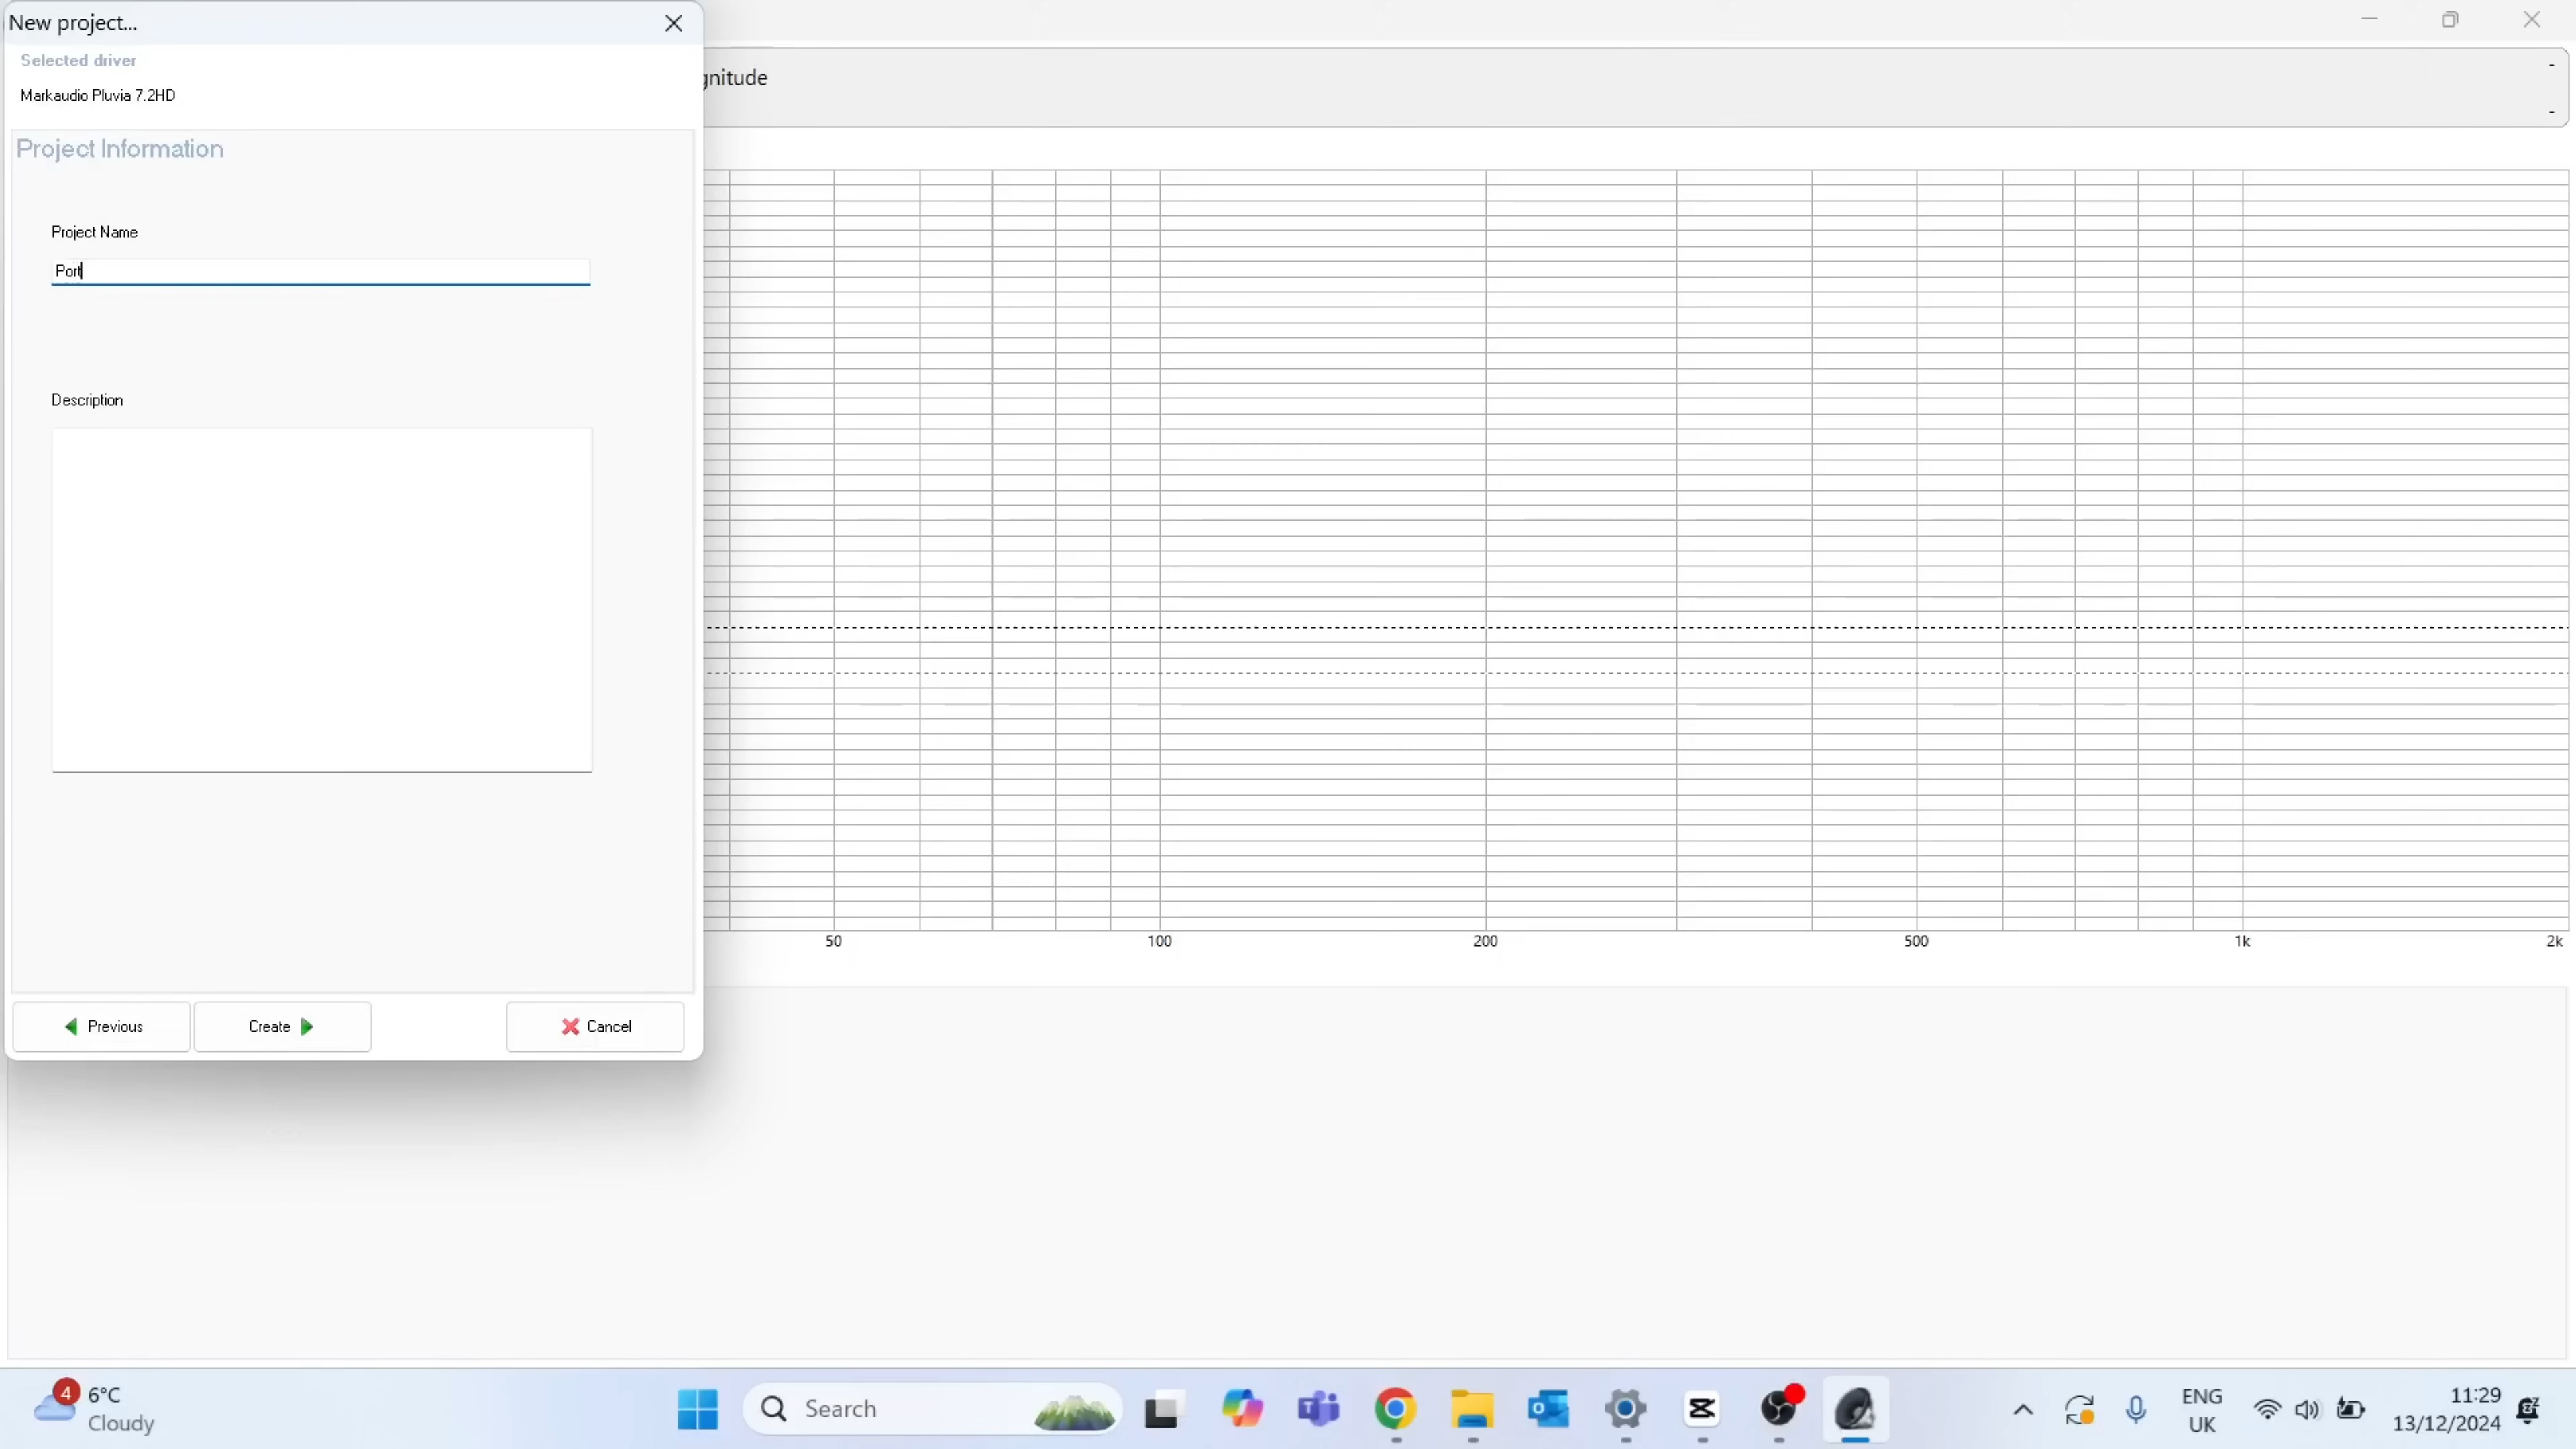 New project...
Selected driver
Markaudio Pluvia 7.2HD
gnitude
-
-
Project Information
Project Name
Port
Description
50
100
200
500
1k
2k
Previous
Create
Cancel
4
6°C
Cloudy
Search
ENG
UK
11:29
13/12/2024